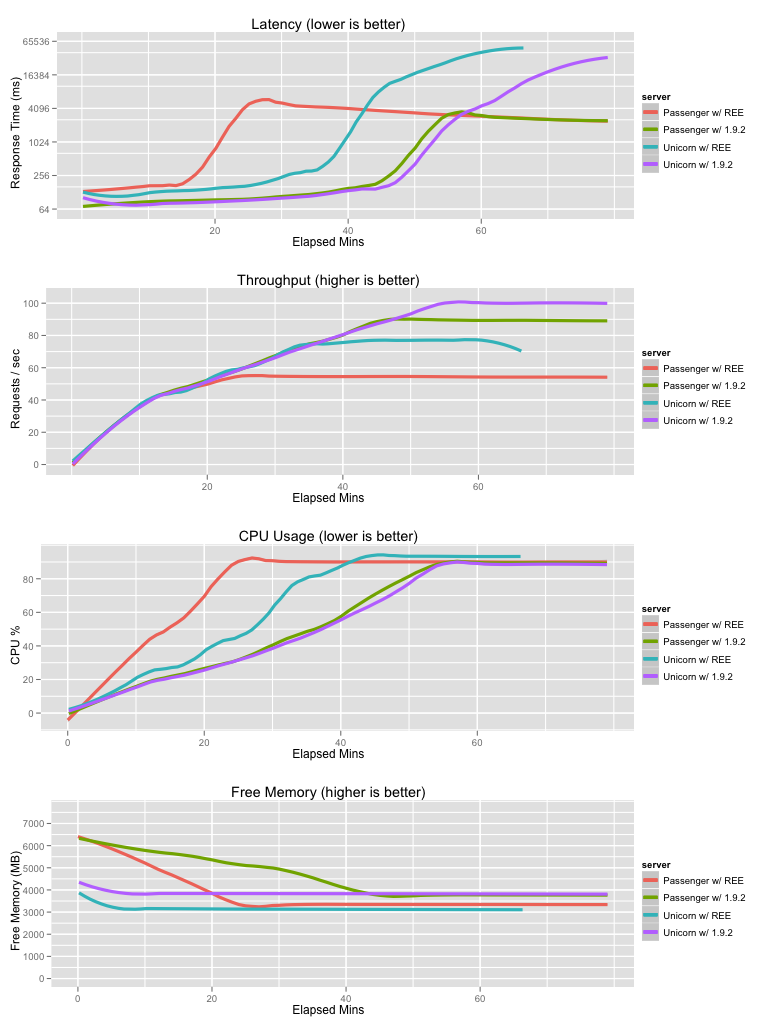 Latency (lower is better)
65536
16384
4096
1024
256
64
Response Time (ms)
20
40
60
Elapsed Mins
server
Passenger w/ REE
Passenger w/ 1.9.2
Unicorn w/ REE
Unicorn w/ 1.9.2
Throughput (higher is better)
100
80
60
40
20
0
Requests / sec
20
40
60
Elapsed Mins
server
Passenger w/ REE
Passenger w/ 1.9.2
Unicorn w/ REE
Unicorn w/ 1.9.2
CPU Usage (lower is better)
80
60
40
20
0
CPU %
0
20
40
60
Elapsed Mins
server
Passenger w/ REE
Passenger w/ 1.9.2
Unicorn w/ REE
Unicorn w/ 1.9.2
Free Memory (higher is better)
7000
6000
5000
4000
3000
2000
1000
0
Free Memory (MB)
0
20
40
60
Elapsed Mins
server
Passenger w/ REE
Passenger w/ 1.9.2
Unicorn w/ REE
Unicorn w/ 1.9.2